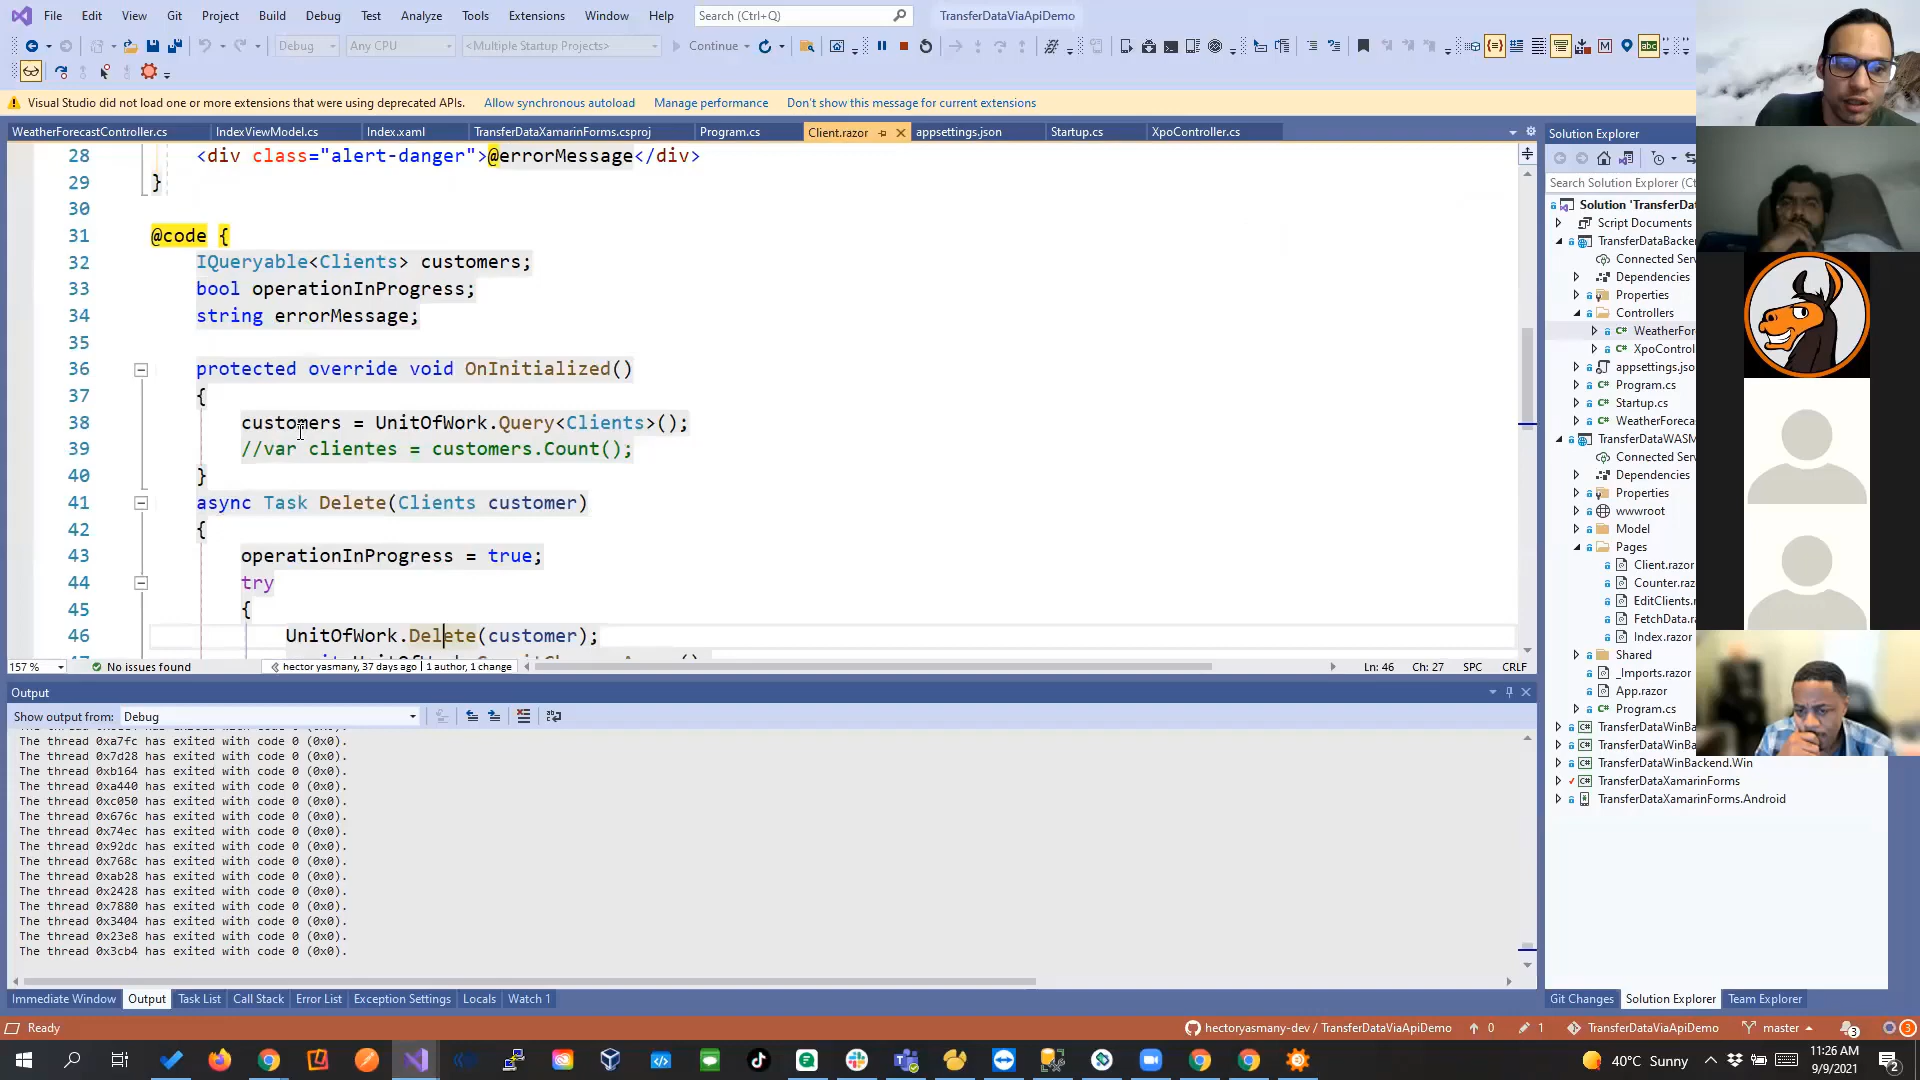 File Edit View Git Project Build Debug Test Analyze Tools Extensions Window Help Search (Ctrl+Q) TransferDataViaApiDemo
Debug Any CPU <Multiple Startup Projects> Continue
Visual Studio did not load one or more extensions that were using deprecated APIs. Allow synchronous autoload Manage performance Don't show this message for current extensions
WeatherForecastController.cs IndexViewModel.cs Index.xaml TransferDataXamarinForms.csproj Program.cs Client.razor appsettings.json Startup.cs XpoController.cs
28 <div class="alert-danger">@errorMessage</div>
29 }
30
31 @code {
32 IQueryable<Clients> customers;
33 bool operationInProgress;
34 string errorMessage;
35
36 protected override void OnInitialized()
37 {
38 customers = UnitOfWork.Query<Clients>();
39 //var clientes = customers.Count();
40 }
41 async Task Delete(Clients customer)
42 {
43 operationInProgress = true;
44 try
45 {
46 UnitOfWork.Delete(customer);
157 % No issues found hector yasmany, 37 days ago | 1 author, 1 change Ln: 46 Ch: 27 SPC CRLF
Output
Show output from: Debug
The thread 0xa7fc has exited with code 0 (0x0).
The thread 0x7d28 has exited with code 0 (0x0).
The thread 0xb164 has exited with code 0 (0x0).
The thread 0xa440 has exited with code 0 (0x0).
The thread 0xc050 has exited with code 0 (0x0).
The thread 0x676c has exited with code 0 (0x0).
The thread 0x74ec has exited with code 0 (0x0).
The thread 0x92dc has exited with code 0 (0x0).
The thread 0x768c has exited with code 0 (0x0).
The thread 0xab28 has exited with code 0 (0x0).
The thread 0x2428 has exited with code 0 (0x0).
The thread 0x7880 has exited with code 0 (0x0).
The thread 0x3404 has exited with code 0 (0x0).
The thread 0x23e8 has exited with code 0 (0x0).
The thread 0x3cb4 has exited with code 0 (0x0).
Immediate Window Output Task List Call Stack Error List Exception Settings Locals Watch 1
Solution Explorer
Search Solution Explorer (Ct
Solution 'TransferDat
Script Documents
TransferDataBacken
Connected Serv
Dependencies
Properties
Controllers
WeatherFor
XpoControl
appsettings.jso
Program.cs
Startup.cs
WeatherForeca
TransferDataWASM
Connected Serv
Dependencies
Properties
wwwroot
Model
Pages
Client.razor
Counter.raz
EditClients.r
FetchData.r
Index.razor
Shared
_Imports.razor
App.razor
Program.cs
TransferDataWinBa
TransferDataWinBa
TransferDataWinBackend.Win
TransferDataXamarinForms
TransferDataXamarinForms.Android
Git Changes Solution Explorer Team Explorer
Ready hectoryasmany-dev / TransferDataViaApiDemo 0 1 TransferDataViaApiDemo master 3 3
40°C Sunny 11:26 AM
9/9/2021 2